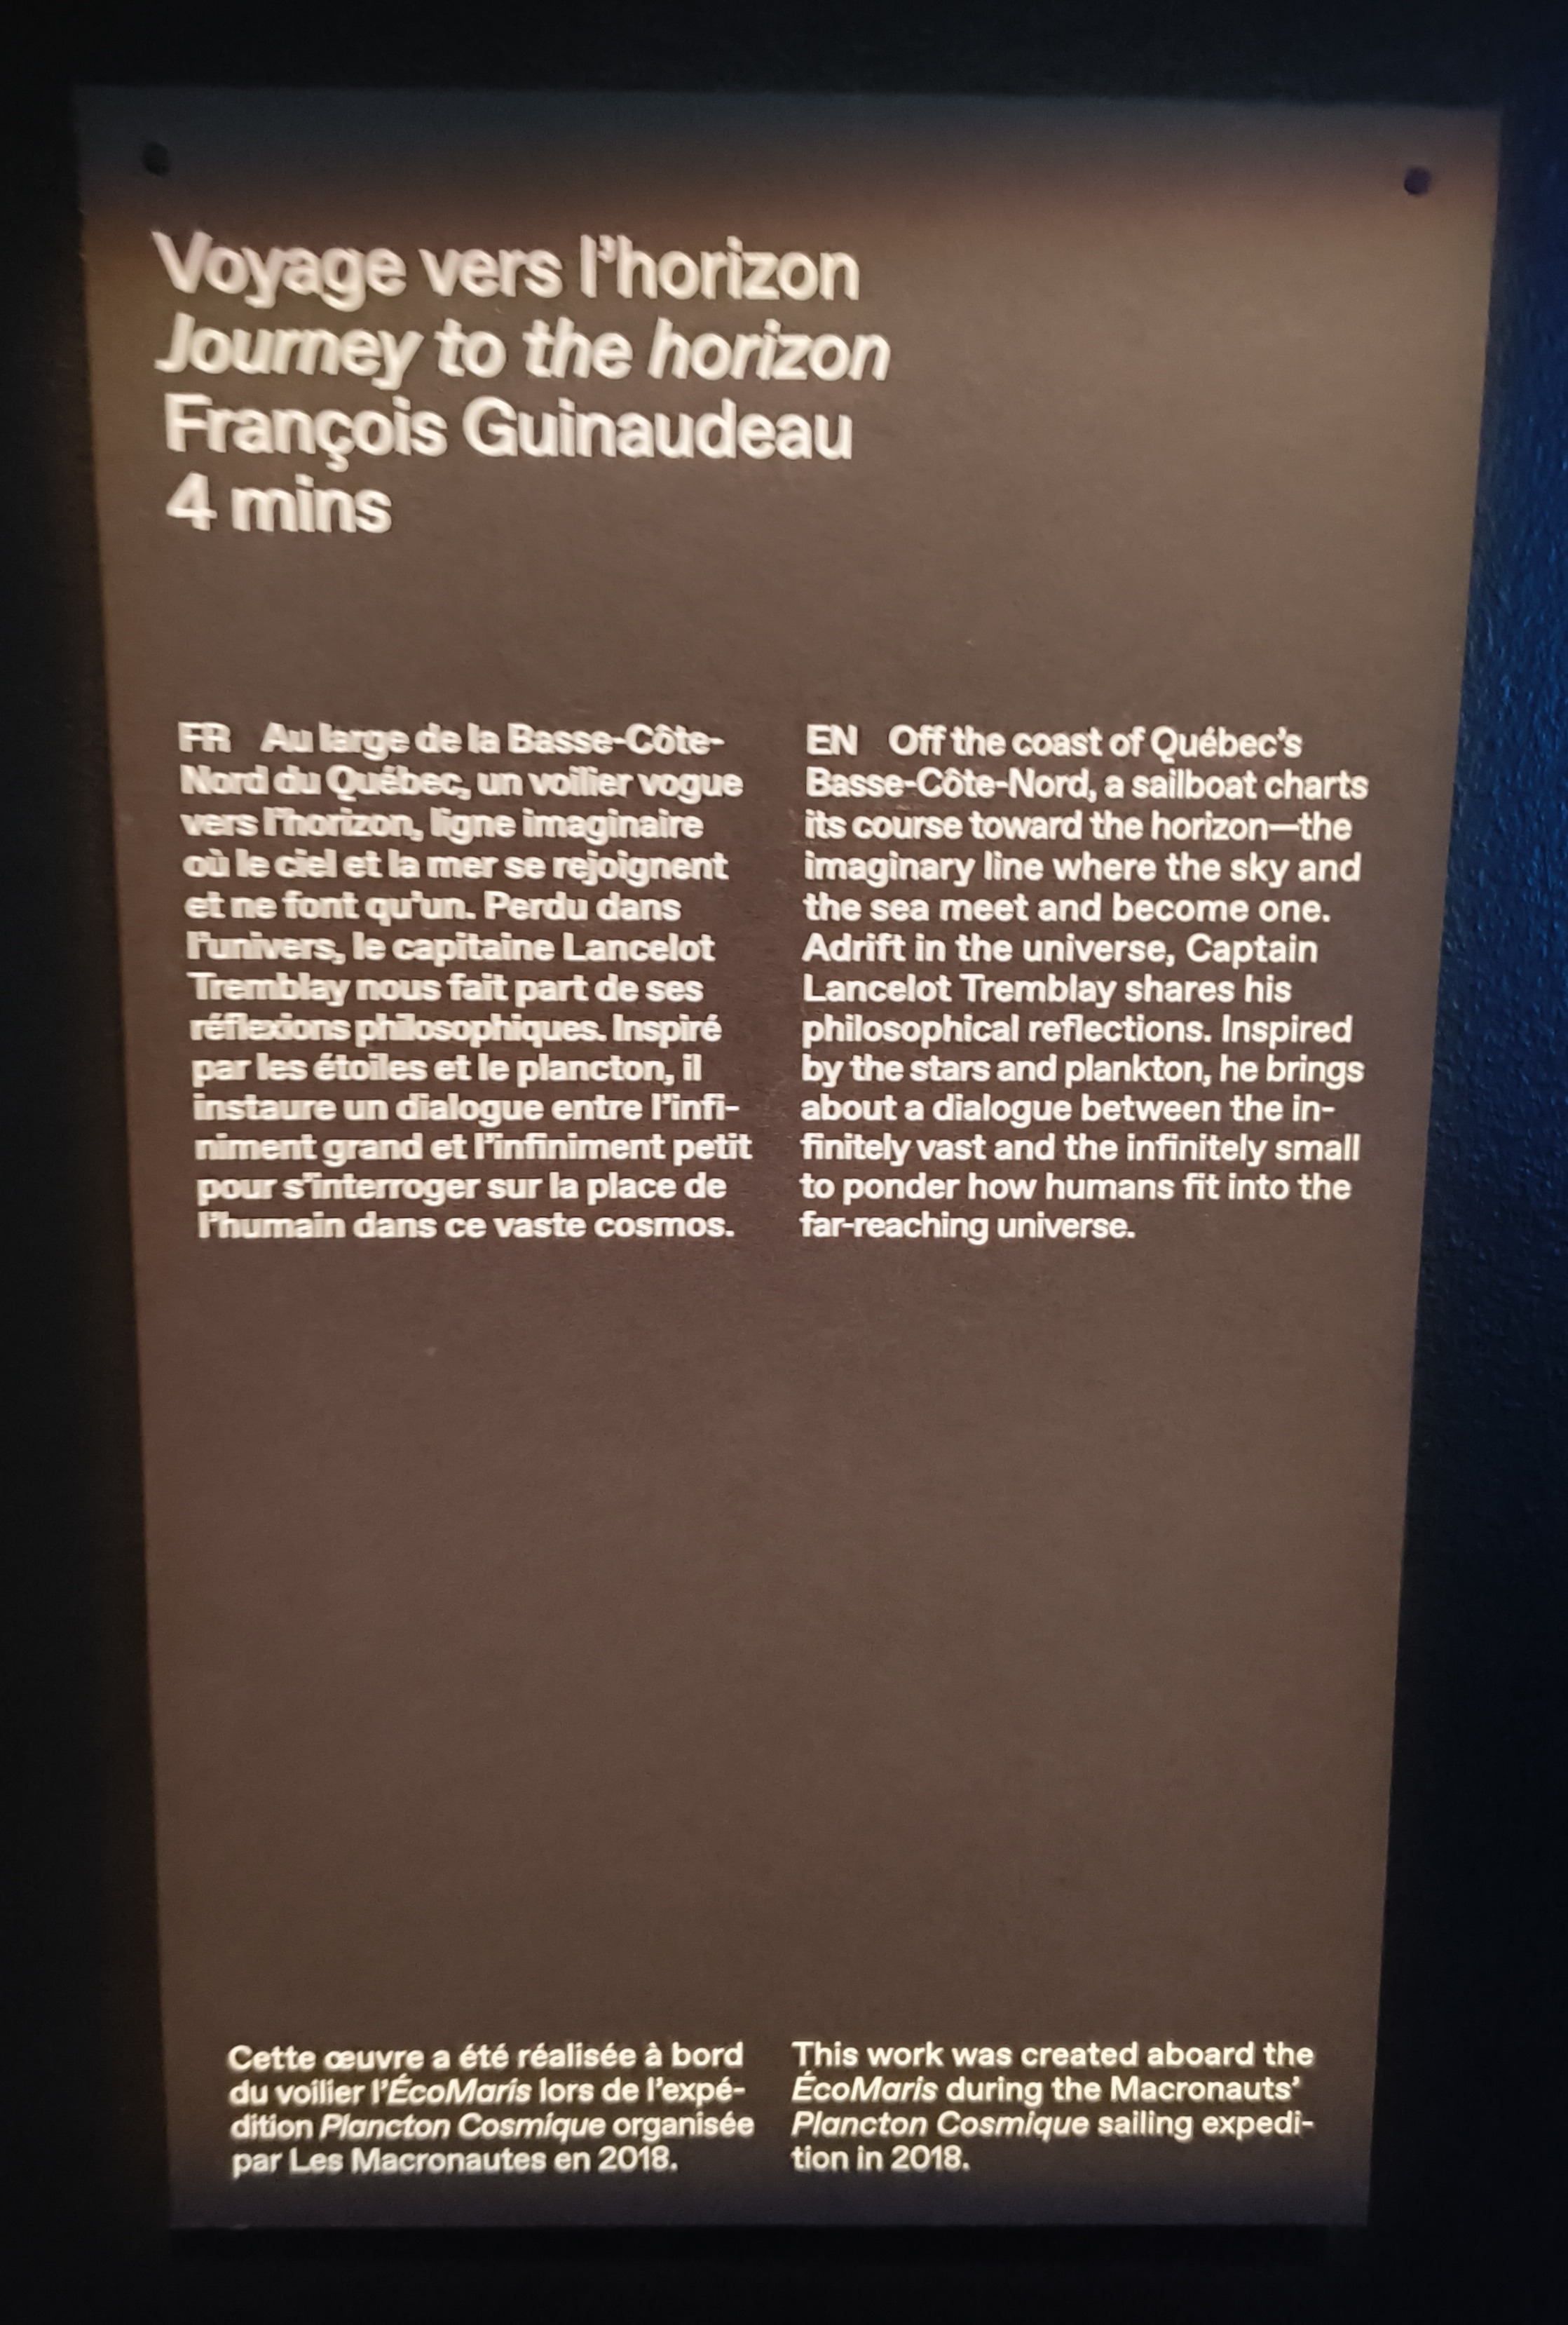 Voyage vers l’horizon
Journey to the horizon
François Guinaudeau
4 mins
FR Au large de la Basse-Côte-
Nord du Québec, un voilier vogue
vers l’horizon, ligne imaginaire
où le ciel et la mer se rejoignent
et ne font qu’un. Perdu dans
l’univers, le capitaine Lancelot
Tremblay nous fait part de ses
réflexions philosophiques. Inspiré
par les étoiles et le plancton, il
instaure un dialogue entre l’infi-
niment grand et l’infiniment petit
pour s’interroger sur la place de
l’humain dans ce vaste cosmos.
EN Off the coast of Québec’s
Basse-Côte-Nord, a sailboat charts
its course toward the horizon—the
imaginary line where the sky and
the sea meet and become one.
Adrift in the universe, Captain
Lancelot Tremblay shares his
philosophical reflections. Inspired
by the stars and plankton, he brings
about a dialogue between the in-
finitely vast and the infinitely small
to ponder how humans fit into the
far-reaching universe.
Cette œuvre a été réalisée à bord
du voilier l’ÉcoMaris lors de l’expé-
dition Plancton Cosmique organisée
par Les Macronautes en 2018.
This work was created aboard the
ÉcoMaris during the Macronauts’
Plancton Cosmique sailing expedi-
tion in 2018.